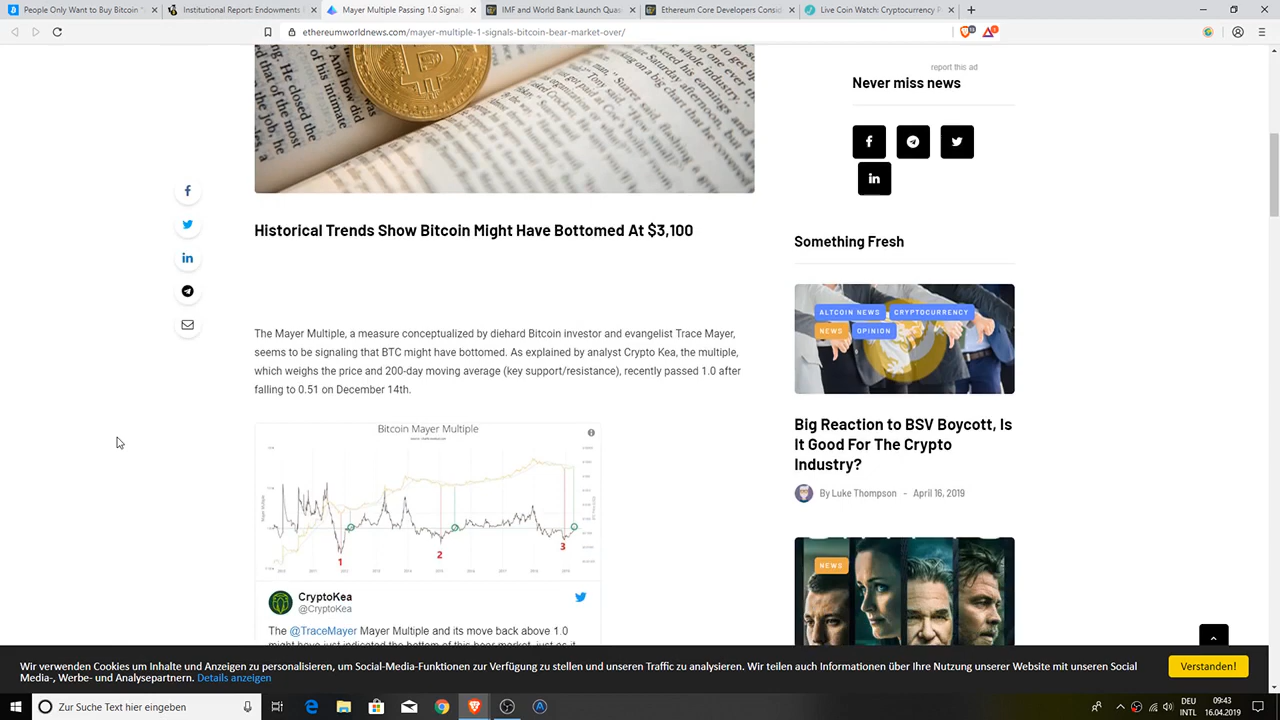 People Only Want to Buy Bitcoin "
Institutional Report: Endowments
Mayer Multiple Passing 1.0 Signals
IMF and World Bank Launch Quas
Ethereum Core Developers Consid
Live Coin Watch: Cryptocurrency P
ethereumworldnews.com/mayer-multiple-1-signals-bitcoin-bear-market-over/
report this ad
Never miss news
Historical Trends Show Bitcoin Might Have Bottomed At $3,100
The Mayer Multiple, a measure conceptualized by diehard Bitcoin investor and evangelist Trace Mayer,
seems to be signaling that BTC might have bottomed. As explained by analyst Crypto Kea, the multiple,
which weighs the price and 200-day moving average (key support/resistance), recently passed 1.0 after
falling to 0.51 on December 14th.
Bitcoin Mayer Multiple
1
2
3
CryptoKea
@CryptoKea
The @TraceMayer Mayer Multiple and its move back above 1.0
Something Fresh
ALTCOIN NEWS
CRYPTOCURRENCY
NEWS
OPINION
Big Reaction to BSV Boycott, Is
It Good For The Crypto
Industry?
By Luke Thompson - April 16, 2019
NEWS
Wir verwenden Cookies um Inhalte und Anzeigen zu personalisieren, um Social-Media-Funktionen zur Verfügung zu stellen und unseren Traffic zu analysieren. Wir teilen auch Informationen über Ihre Nutzung unserer Website mit unseren Social
Media-, Werbe- und Analysepartnern. Details anzeigen
Verstanden!
Zur Suche Text hier eingeben
DEU
INTL
09:43
16.04.2019